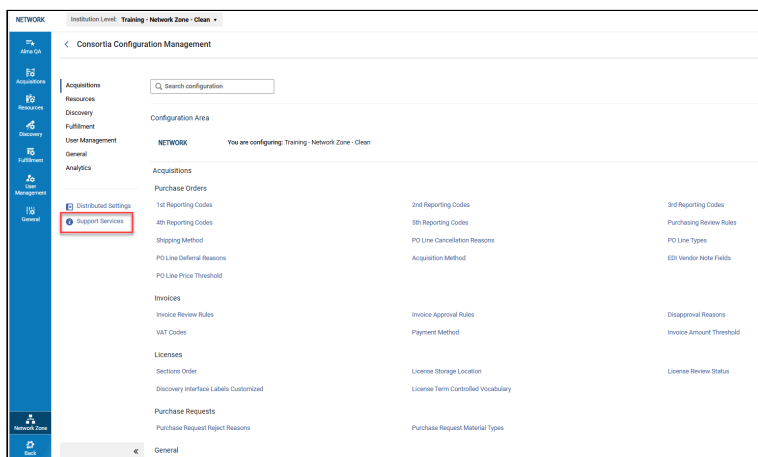 NETWORK
Institution Level: Training - Network Zone - Clean
Alma QA
Consortia Configuration Management
Acquisitions
Resources
Discovery
Fulfillment
User Management
General
Network Zone
Back
Acquisitions
Resources
Discovery
Fulfillment
User Management
General
Analytics
Distributed Settings
Support Services
Search configuration
Configuration Area
NETWORK You are configuring: Training - Network Zone - Clean
Acquisitions
Purchase Orders
1st Reporting Codes 2nd Reporting Codes 3rd Reporting Codes
4th Reporting Codes 5th Reporting Codes Purchasing Review Rules
Shipping Method PO Line Cancellation Reasons PO Line Types
PO Line Deferral Reasons Acquisition Method EDI Vendor Note Fields
PO Line Price Threshold
Invoices
Invoice Review Rules Invoice Approval Rules Disapproval Reasons
VAT Codes Payment Method Invoice Amount Threshold
Licenses
Sections Order License Storage Location License Review Status
Discovery Interface Labels Customized License Term Controlled Vocabulary
Purchase Requests
Purchase Request Reject Reasons Purchase Request Material Types
General